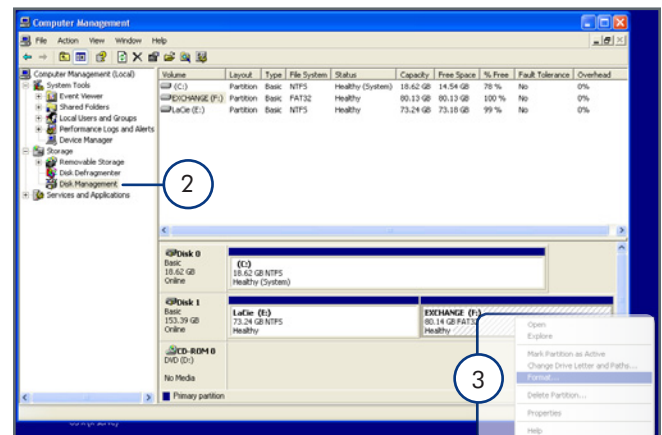 Computer Management
File Action View Window Help
Computer Management (Local)
System Tools
Event Viewer
Shared Folders
Local Users and Groups
Performance Logs and Alerts
Device Manager
Storage
Removable Storage
Disk Defragmenter
Disk Management
Services and Applications
2
Volume Layout Type File System Status Capacity Free Space % Free Fault Tolerance Overhead
(C:) Partition Basic NTFS Healthy (System) 18.62 GB 14.54 GB 78 % No 0%
EXCHANGE (F:) Partition Basic FAT32 Healthy 80.13 GB 80.13 GB 100 % No 0%
LaCie (E:) Partition Basic NTFS Healthy 73.24 GB 73.18 GB 99 % No 0%
Disk 0
Basic
18.62 GB
Online
(C:)
18.62 GB NTFS
Healthy (System)
Disk 1
Basic
153.39 GB
Online
LaCie (E:)
73.24 GB NTFS
Healthy
EXCHANGE (F:)
80.14 GB FAT32
Healthy
CD-ROM 0
DVD (D:)
No Media
Primary partition
3
Open
Explore
Mark Partition as Active
Change Drive Letter and Paths...
Format...
Delete Partition...
Properties
Help